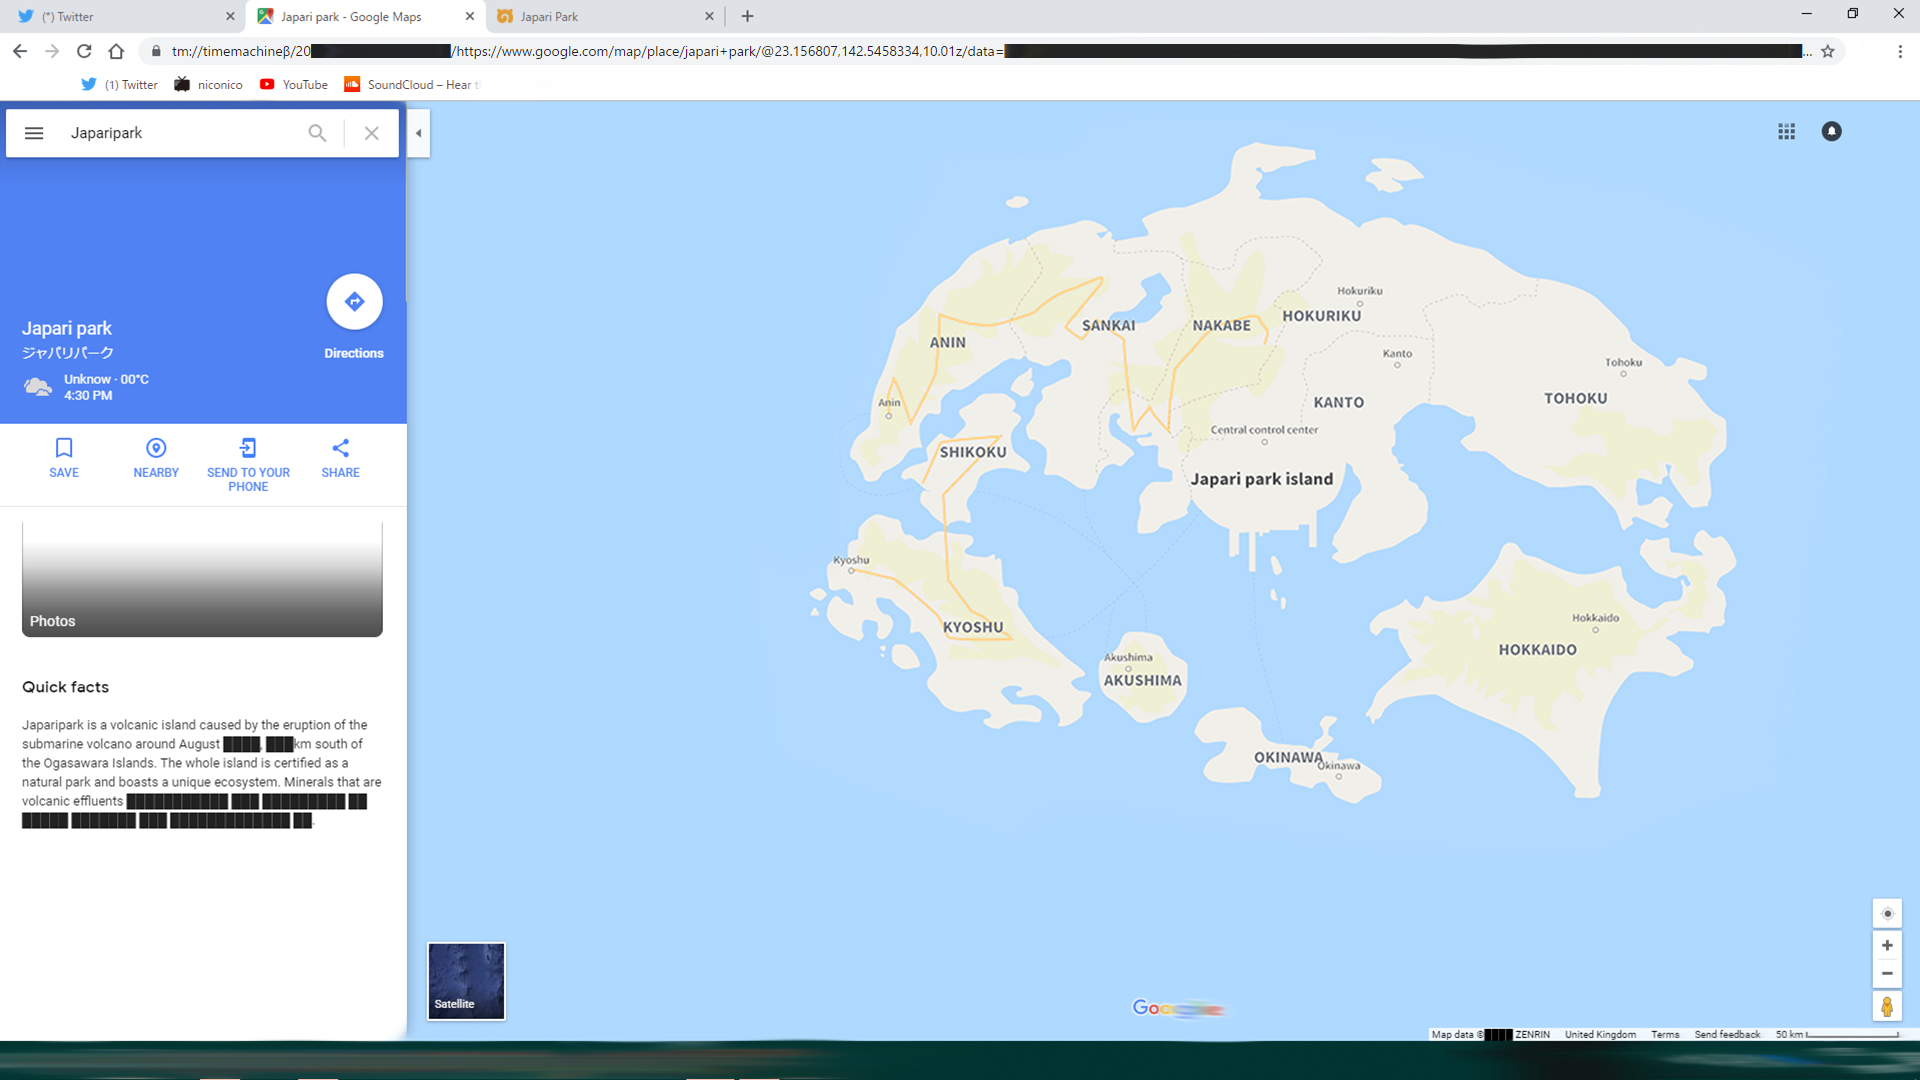 (*) Twitter
Japari park - Google Maps
Japari Park
tm://timemachineβ/20
/https://www.google.com/map/place/japari+park/@23.156807,142.5458334,10.01z/data=
...
(1) Twitter
niconico
YouTube
SoundCloud – Hear t
Japaripark
Japari park
ジャパリパーク
Unknow · 00°C
4:30 PM
Directions
SAVE
NEARBY
SEND TO YOUR
PHONE
SHARE
Photos
Quick facts
Japaripark is a volcanic island caused by the eruption of the
submarine volcano around August ████, ███km south of
the Ogasawara Islands. The whole island is certified as a
natural park and boasts a unique ecosystem. Minerals that are
volcanic effluents
Hokuriku
HOKURIKU
SANKAI
NAKABE
ANIN
Kanto
Tohoku
TOHOKU
KANTO
Anin
Central control center
SHIKOKU
Japari park island
Kyoshu
Hokkaido
KYOSHU
HOKKAIDO
Akushima
AKUSHIMA
OKINAWA
Okinawa
Satellite
Goo
Map data ©████ ZENRIN
United Kingdom
Terms
Send feedback
50 km